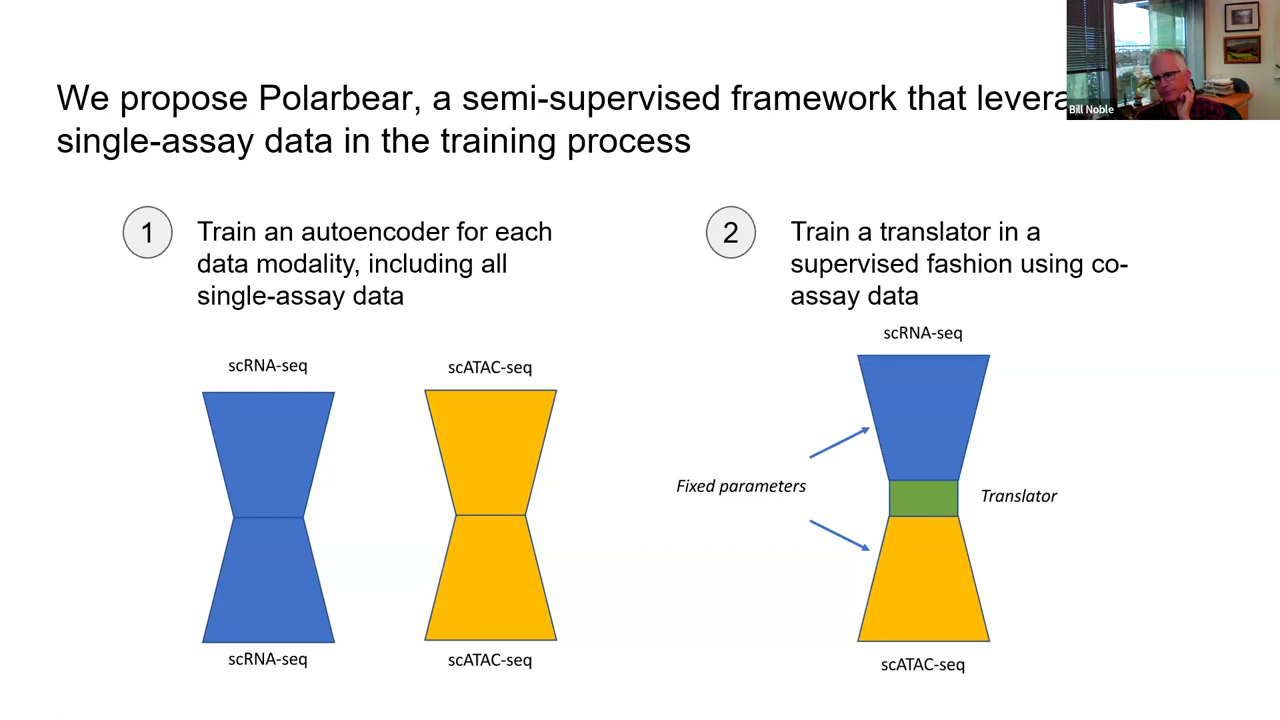 We propose Polarbear, a semi-supervised framework that
single-assay data in the training process
Bill Noble
1
Train an autoencoder for each
data modality, including all
single-assay data
2
Train a translator in a
supervised fashion using co-
assay data
scRNA-seq
scATAC-seq
scRNA-seq
Fixed parameters
Translator
scRNA-seq
scATAC-seq
scATAC-seq